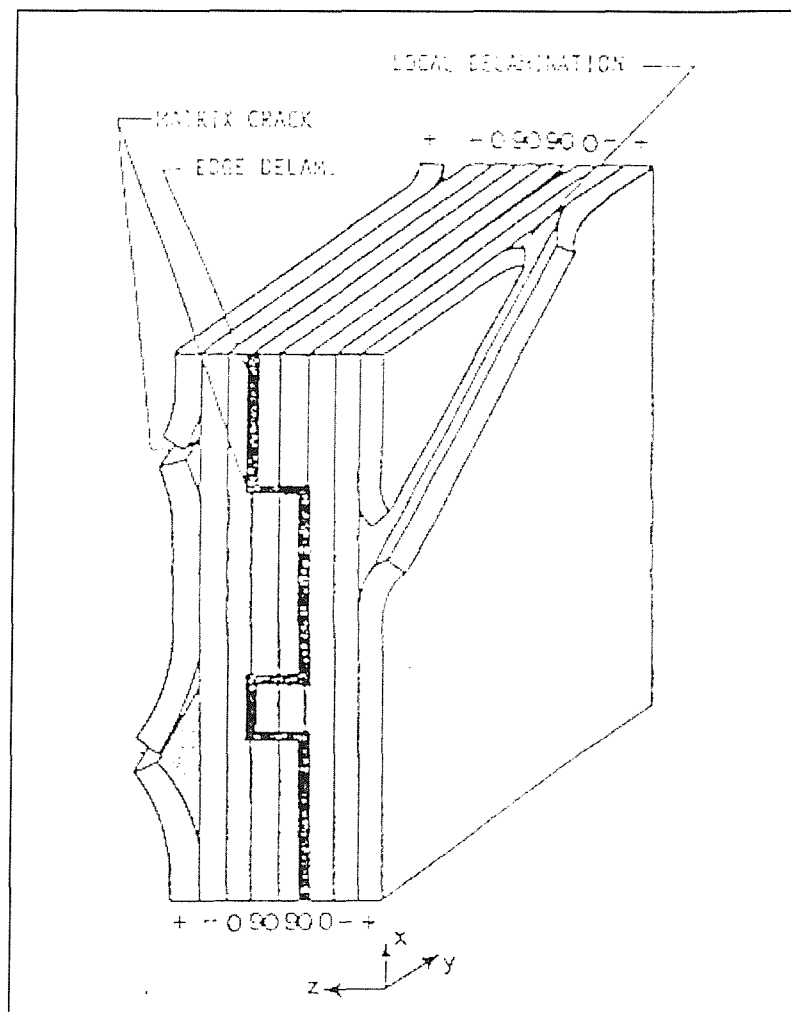 LOCAL DELAMINATION
MATRIX CRACK
EDGE DELAM.
+ - 0 90 90 0 - +
+ - 0 90 90 0 - +
x
y
z